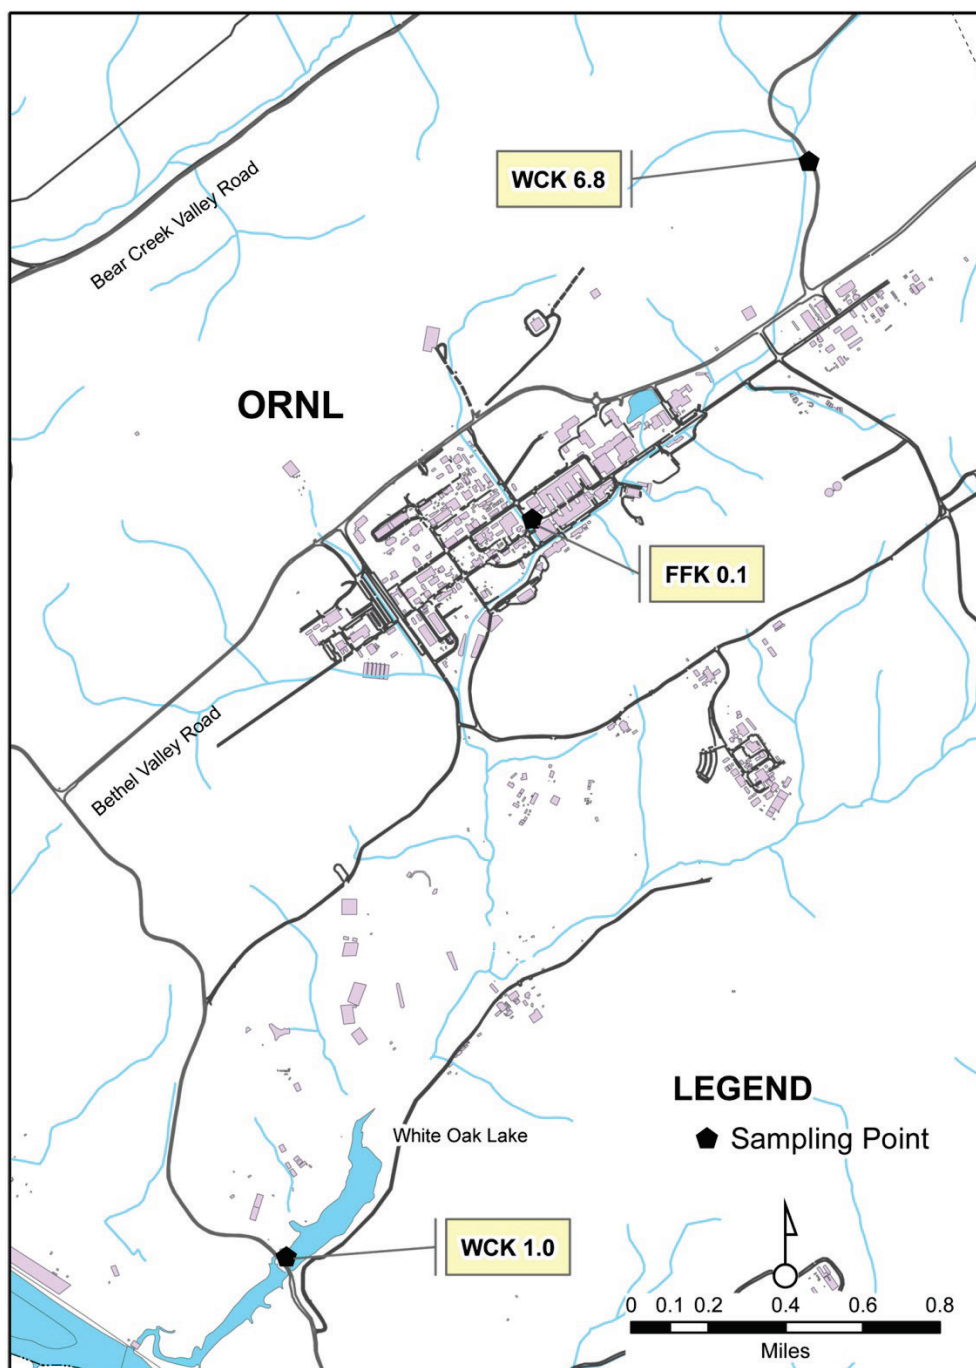 WCK 6.8
Bear Creek Valley Road
ORNL
FFK 0.1
Bethel Valley Road
LEGEND
Sampling Point
White Oak Lake
WCK 1.0
0 0.1 0.2 0.4 0.6 0.8
Miles